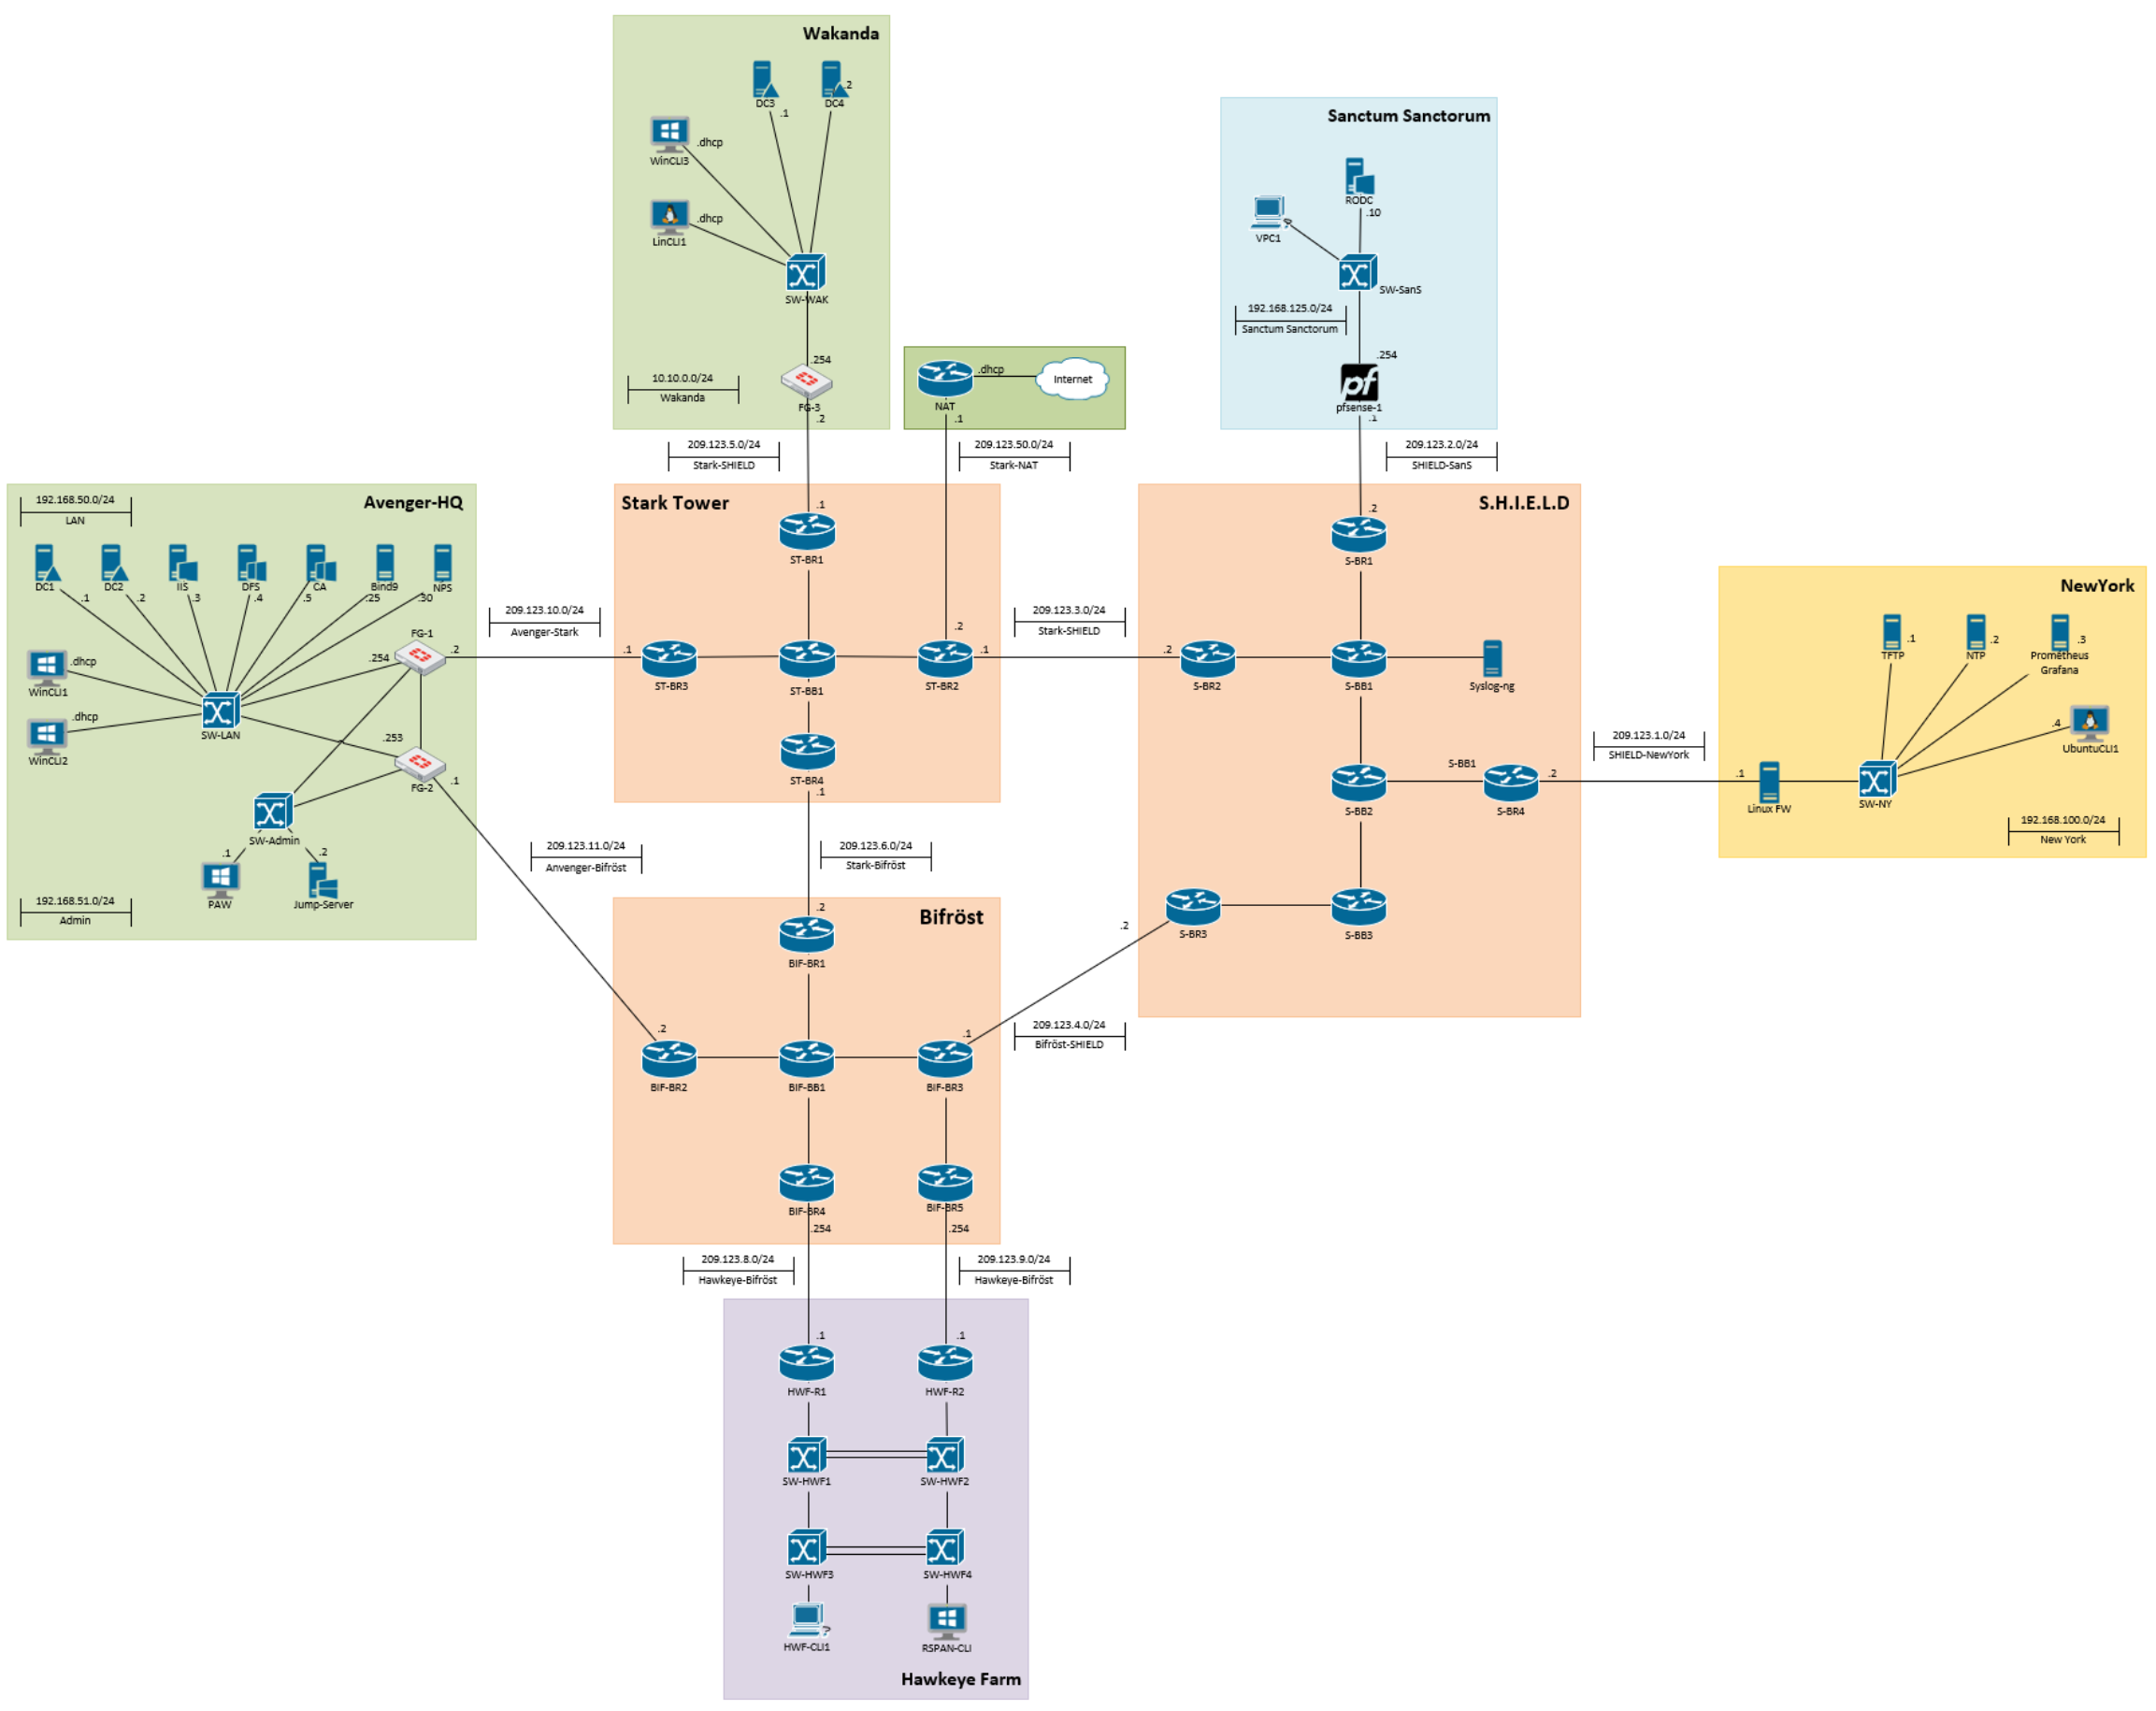 Wakanda
DC3
.1
DC4
.2
WinCLI3
.dhcp
LinCLI1
.dhcp
SW-WAK
.254
10.10.0.0/24
Wakanda
FG-3
.2
NAT
.dhcp
Internet
.1
Sanctum Sanctorum
RODC
.10
VPC1
SW-SanS
192.168.125.0/24
Sanctum Sanctorum
.254
pf
pfsense-1
.1
209.123.5.0/24
Stark-SHIELD
209.123.50.0/24
Stark-NAT
209.123.2.0/24
SHIELD-SanS
Avenger-HQ
192.168.50.0/24
LAN
DC1
.1
DC2
.2
IIS
.3
DFS
.4
CA
.5
Bind9
.25
NPS
.30
FG-1
.254
.2
WinCLI1
.dhcp
WinCLI2
.dhcp
SW-LAN
.253
FG-2
.1
SW-Admin
.1
.2
PAW
Jump-Server
192.168.51.0/24
Admin
209.123.10.0/24
Avenger-Stark
Stark Tower
.1
ST-BR1
.1
ST-BR3
ST-BB1
.2
.1
ST-BR2
ST-BR4
.1
209.123.3.0/24
Stark-SHIELD
S.H.I.E.L.D
.2
S-BR1
.2
S-BR2
S-BB1
Syslog-ng
S-BB2
S-BB1
.2
S-BR4
S-BR3
.2
S-BB3
209.123.1.0/24
SHIELD-NewYork
NewYork
TFTP
.1
NTP
.2
.3
Prométheus
Grafana
.4
UbuntuCLI1
.1
Linux FW
SW-NY
192.168.100.0/24
New York
209.123.11.0/24
Anvenger-Bifröst
209.123.6.0/24
Stark-Bifröst
Bifröst
.2
BIF-BR1
.2
BIF-BR2
BIF-BB1
.1
BIF-BR3
BIF-BR4
.254
BIF-BR5
.254
209.123.4.0/24
Bifröst-SHIELD
209.123.8.0/24
Hawkeye-Bifröst
209.123.9.0/24
Hawkeye-Bifröst
.1
HWF-R1
.1
HWF-R2
SW-HWF1
SW-HWF2
SW-HWF3
SW-HWF4
HWF-CLI1
RSPAN-CLI
Hawkeye Farm